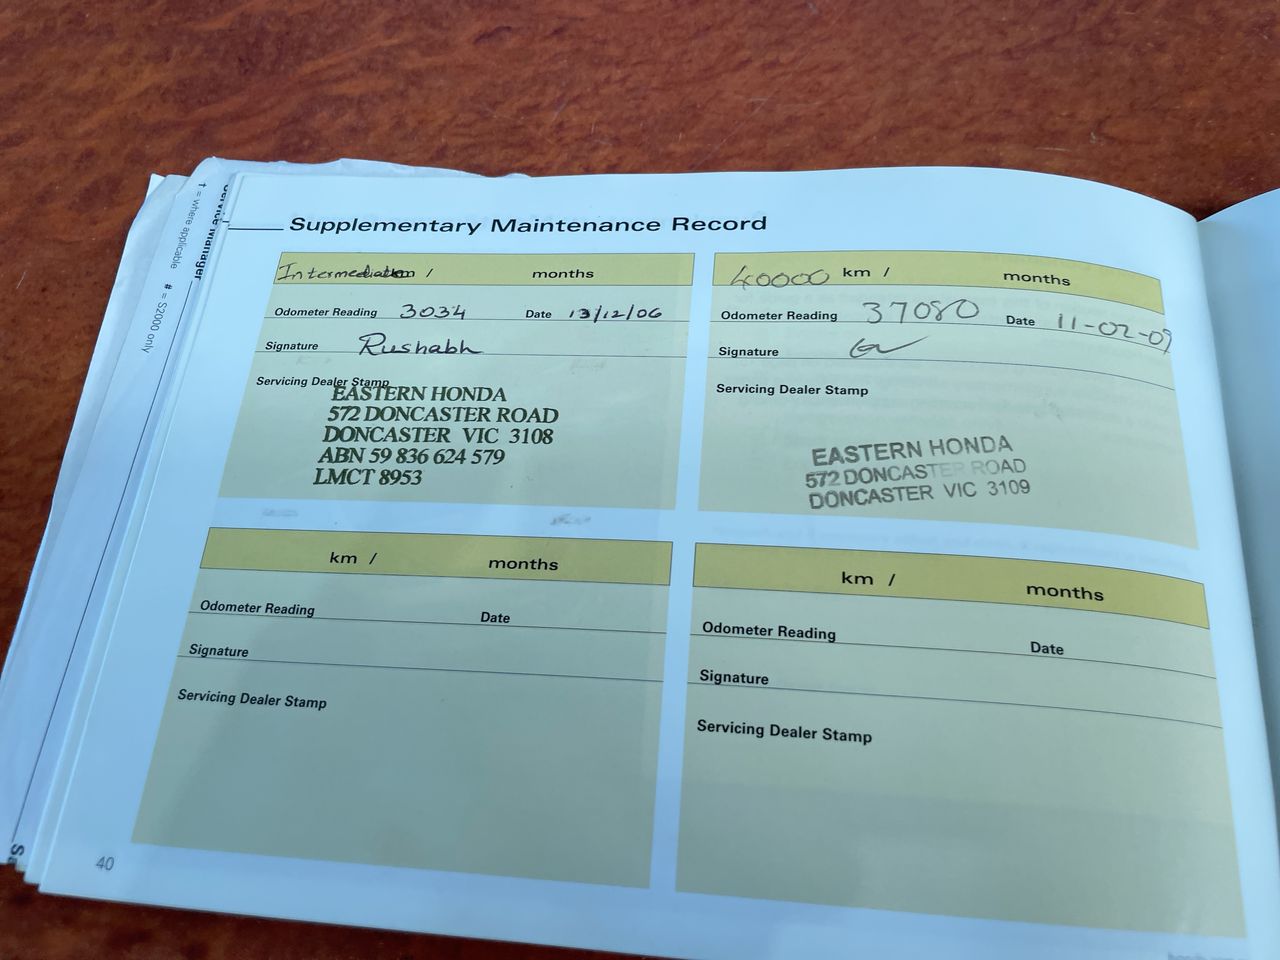 † = where applicable # = S2000 only
Service Manager
Supplementary Maintenance Record
Intermediate km / months
Odometer Reading 3034 Date 13/12/06
Signature Rushabh
Servicing Dealer Stamp
EASTERN HONDA
572 DONCASTER ROAD
DONCASTER VIC 3108
ABN 59 836 624 579
LMCT 8953
40000 km / months
Odometer Reading 37080 Date 11-02-09
Signature
Servicing Dealer Stamp
EASTERN HONDA
572 DONCASTER ROAD
DONCASTER VIC 3109
km / months
Odometer Reading Date
Signature
Servicing Dealer Stamp
km / months
Odometer Reading Date
Signature
Servicing Dealer Stamp
40